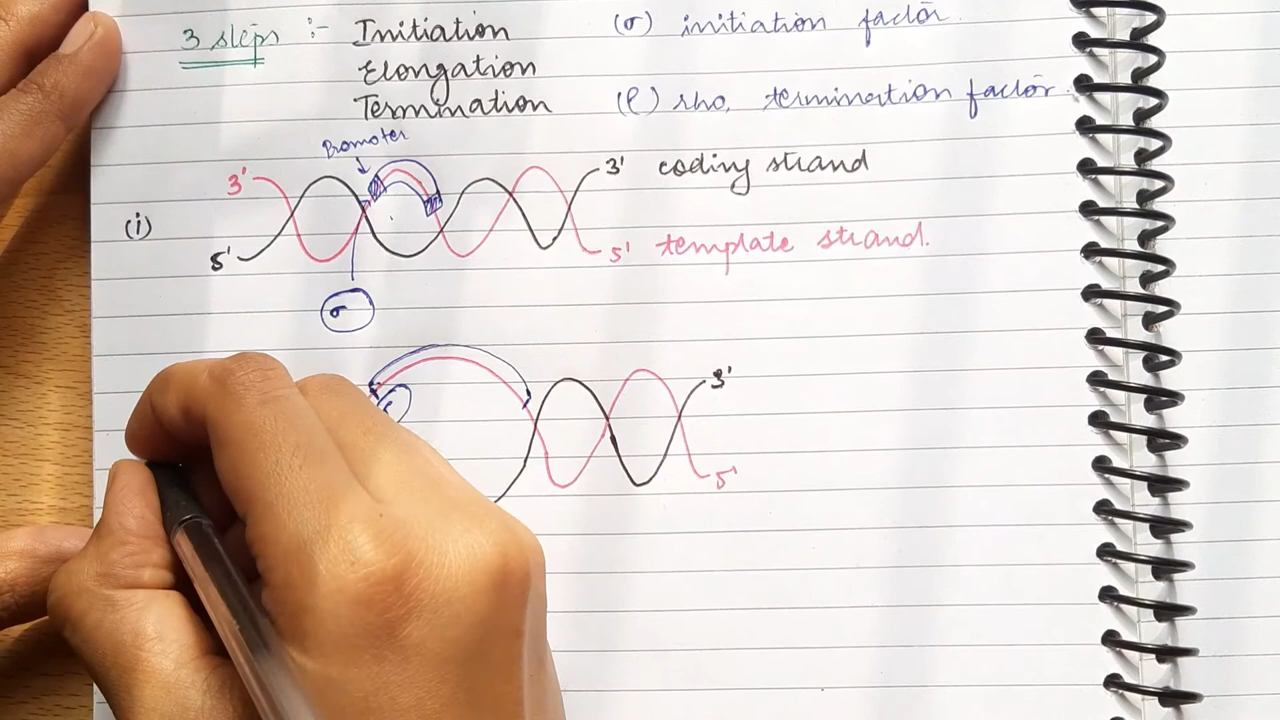 3 steps :- Initiation (σ) initiation factor.
Elongation
Termination (ρ) rho, termination factor.
Promoter
3' 3' coding strand
(i)
5' 5' template strand.
σ
3'
5'